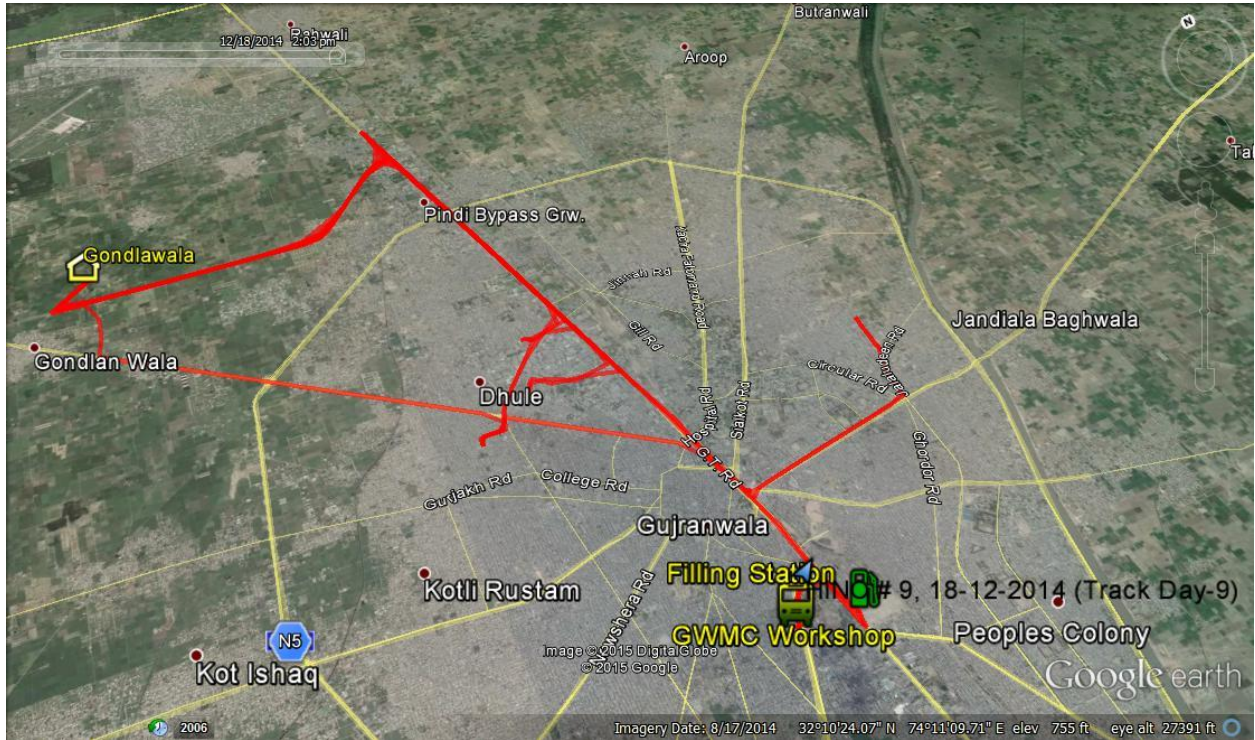 Butranwali
Rahwali
12/18/2014 2:03 pm
N
Aroop
Pindi Bypass Grw.
Gondlawala
Jinnah Rd
Gill Rd
Jandiala Baghwala
Gondlan Wala
Circular Rd
Dhule
Hospital Rd
Sialkot Rd
G.T. Rd
Ghordor Rd
College Rd
Gurjakh Rd
Gujranwala
Filling Station
Kotli Rustam
# 9, 18-12-2014 (Track Day-9)
GWMC Workshop
Peoples Colony
N5
Nowshera Rd
Image © 2015 DigitalGlobe
© 2015 Google
Kot Ishaq
Google earth
2006
Imagery Date: 8/17/2014 32°10'24.07" N 74°11'09.71" E elev 755 ft eye alt 27391 ft